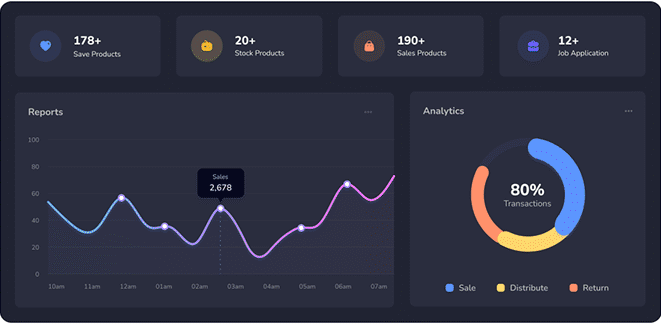 178+
Save Products
20+
Stock Products
190+
Sales Products
12+
Job Application
Reports
...
100
80
60
40
20
0
Sales
2,678
10am 11am 12am 01am 02am 03am 04am 05am 06am 07am
Analytics
...
80%
Transactions
Sale Distribute Return